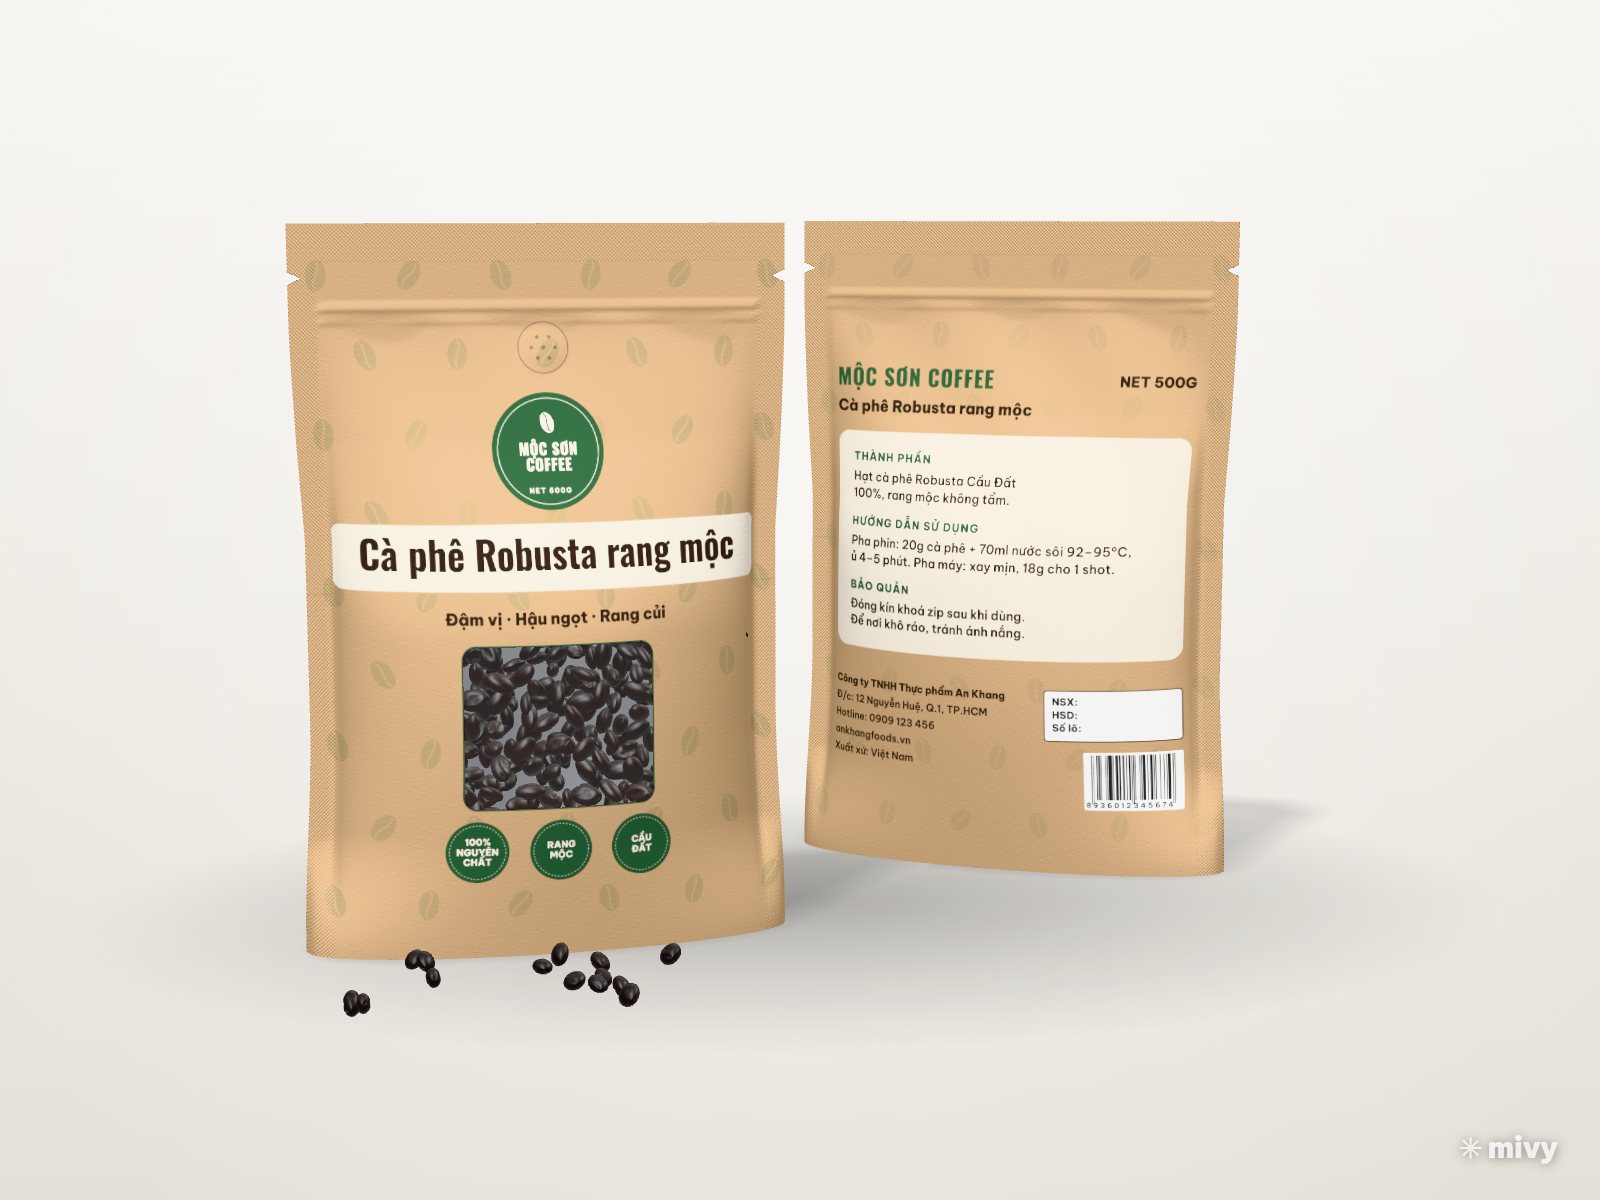 MỘC SƠN
COFFEE
NET 500G
Cà phê Robusta rang mộc
Đậm vị · Hậu ngọt · Rang củi
100%
NGUYÊN
CHẤT
RANG
MỘC
CẦU
ĐẤT
MỘC SƠN COFFEE
NET 500G
Cà phê Robusta rang mộc
THÀNH PHẦN
Hạt cà phê Robusta Cầu Đất
100%, rang mộc không tẩm.
HƯỚNG DẪN SỬ DỤNG
Pha phin: 20g cà phê + 70ml nước sôi 92–95°C,
ủ 4–5 phút. Pha máy: xay mịn, 18g cho 1 shot.
BẢO QUẢN
Đóng kín khoá zip sau khi dùng.
Để nơi khô ráo, tránh ánh nắng.
Công ty TNHH Thực phẩm An Khang
Đ/c: 12 Nguyễn Huệ, Q.1, TP.HCM
Hotline: 0909 123 456
ankhangfoods.vn
Xuất xứ: Việt Nam
NSX:
HSD:
Số lô:
8936012345674
mivy